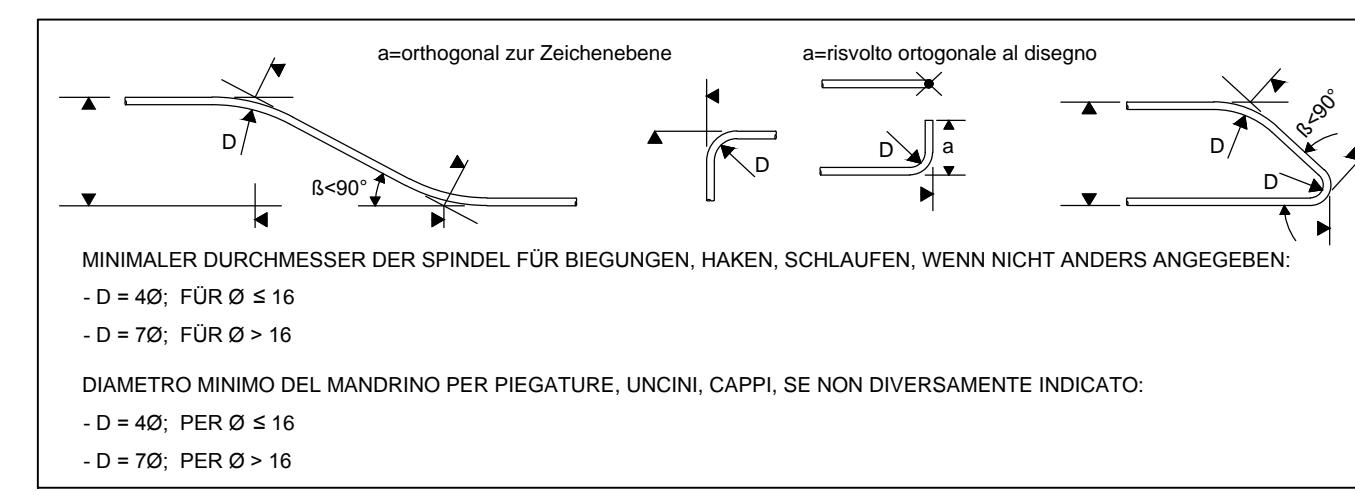 a=orthogonal zur Zeichenebene
a=risvolto ortogonale al disegno
D
ß<90°
D
D
a
D
D
ß<90°
MINIMALER DURCHMESSER DER SPINDEL FÜR BIEGUNGEN, HAKEN, SCHLAUFEN, WENN NICHT ANDERS ANGEGEBEN:
- D = 4Ø; FÜR Ø ≤ 16
- D = 7Ø; FÜR Ø > 16
DIAMETRO MINIMO DEL MANDRINO PER PIEGATURE, UNCINI, CAPPI, SE NON DIVERSAMENTE INDICATO:
- D = 4Ø; PER Ø ≤ 16
- D = 7Ø; PER Ø > 16